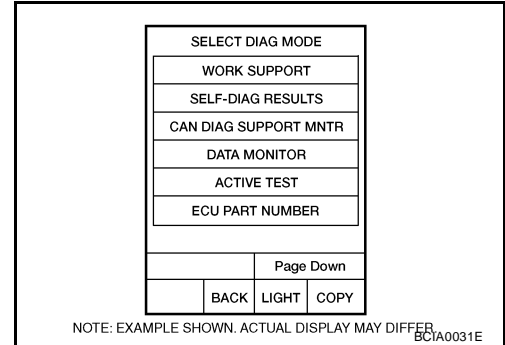 SELECT DIAG MODE
WORK SUPPORT
SELF-DIAG RESULTS
CAN DIAG SUPPORT MNTR
DATA MONITOR
ACTIVE TEST
ECU PART NUMBER
Page Down
BACK LIGHT COPY
NOTE: EXAMPLE SHOWN. ACTUAL DISPLAY MAY DIFFER.
BCIA0031E